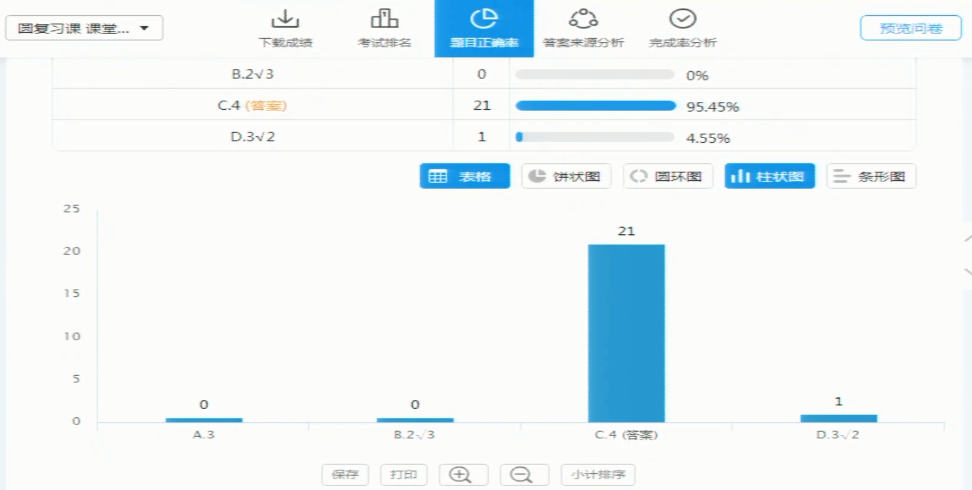 圆复习课 课堂...
下载成绩
考试排名
题目正确率
答案来源分析
完成率分析
预览问卷
B.2√3 0 0%
C.4 (答案) 21 95.45%
D.3√2 1 4.55%
表格 饼状图 圆环图 柱状图 条形图
25
20
15
10
5
0
0
0
21
1
A.3
B.2√3
C.4 (答案)
D.3√2
保存 打印 小计排序